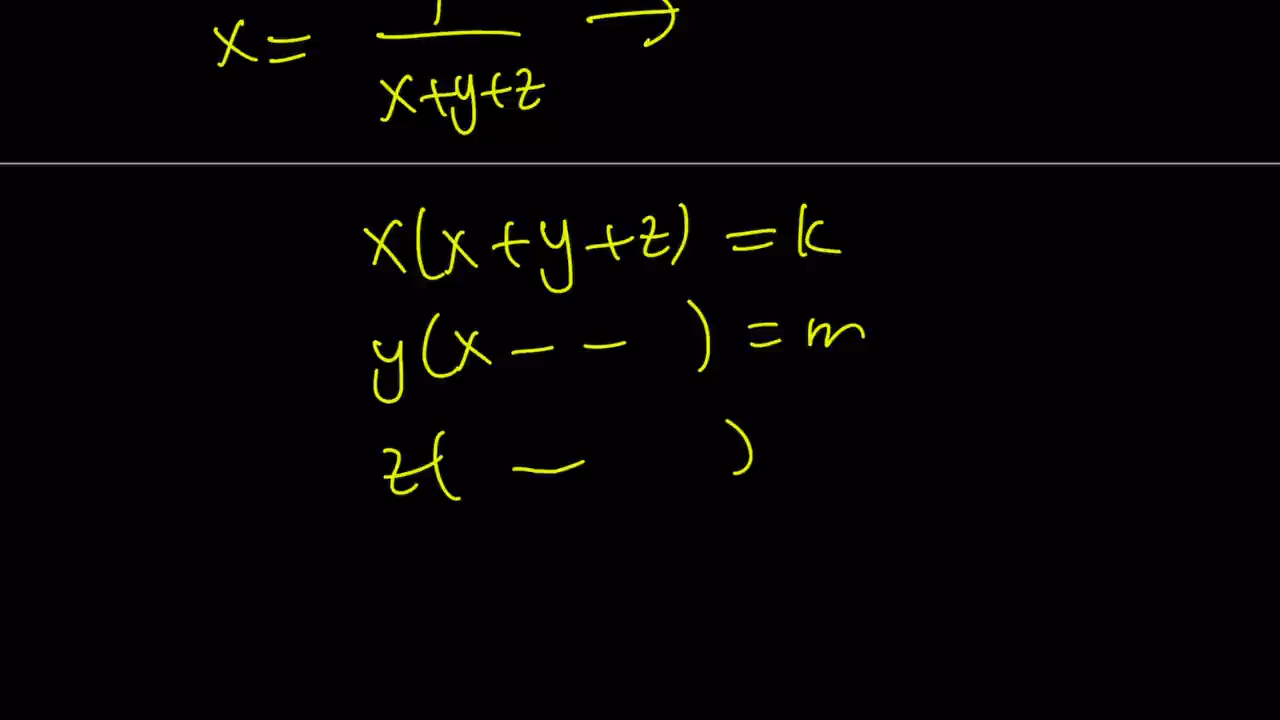 x = 1/(x+y+z) →
x(x+y+z) = k
y(x - - ) = m
z( — )